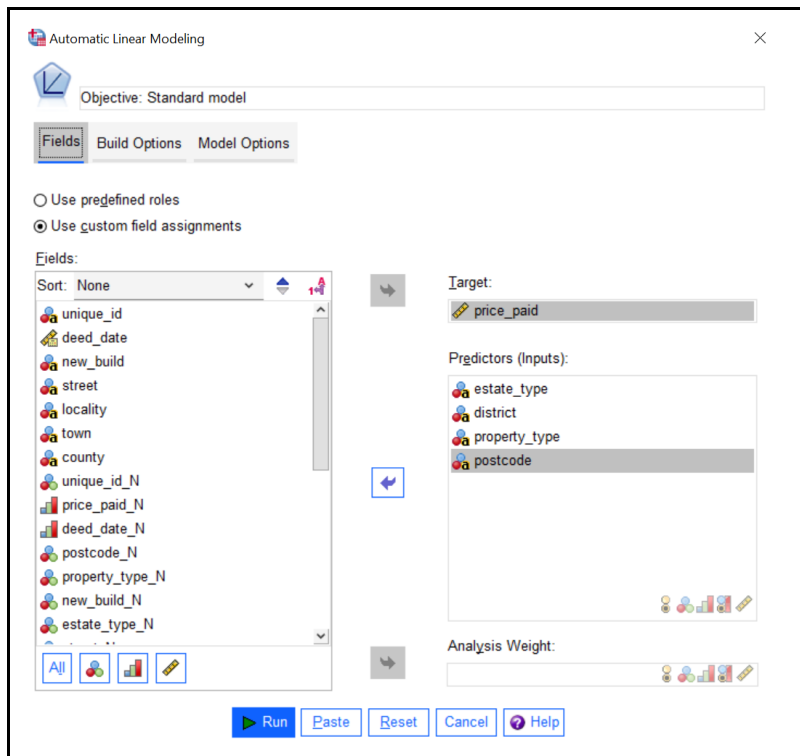 Automatic Linear Modeling
Objective: Standard model
Fields Build Options Model Options
Use predefined roles
Use custom field assignments
Fields:
Sort: None
unique_id
deed_date
new_build
street
locality
town
county
unique_id_N
price_paid_N
deed_date_N
postcode_N
property_type_N
new_build_N
estate_type_N
All
Target:
price_paid
Predictors (Inputs):
estate_type
district
property_type
postcode
Analysis Weight:
Run Paste Reset Cancel Help